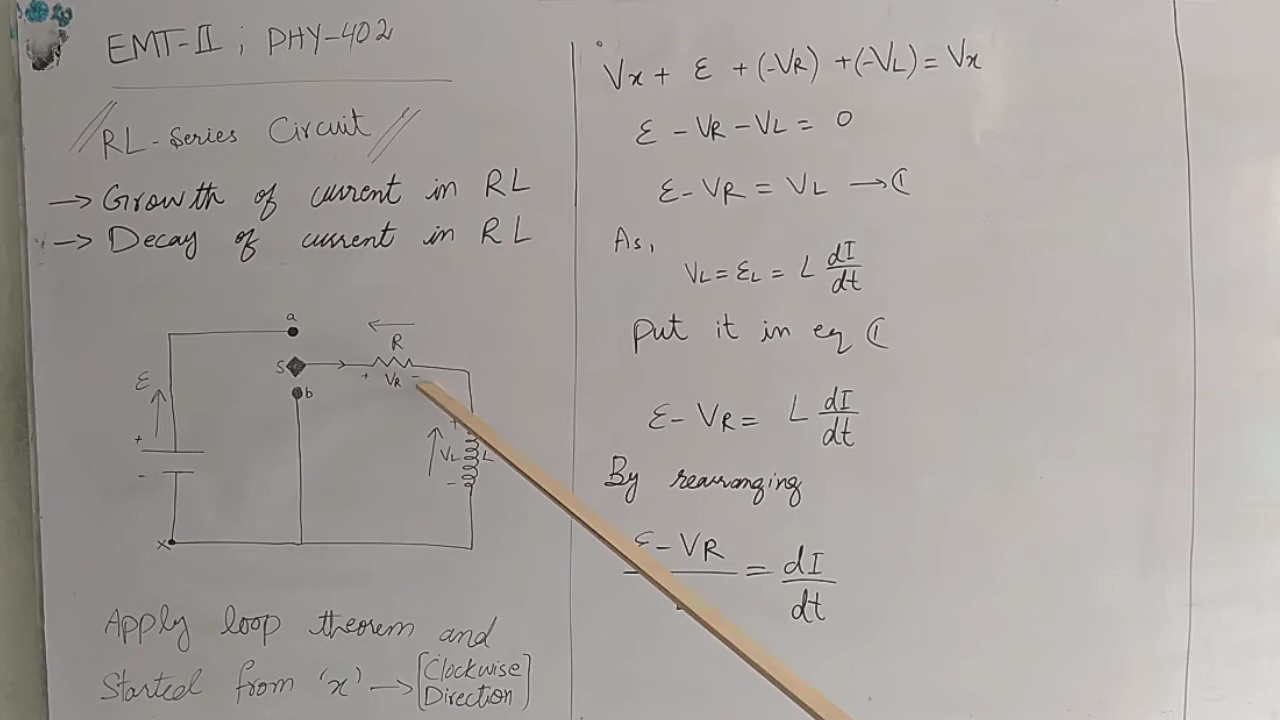 EMT-II ; PHY-402
RL-Series Circuit
→ Growth of current in RL
→ Decay of current in RL
a
R
S
+ VR -
b
ε
+
-
+
VL L
-
x
Apply loop theorem and
Started from 'x' → [Clockwise Direction]
Vx + ε + (-VR) + (-VL) = Vx
ε - VR - VL = 0
ε - VR = VL →
As,
VL = εL = L dI/dt
Put it in eq
ε - VR = L dI/dt
By rearranging
ε - VR
= dI/dt